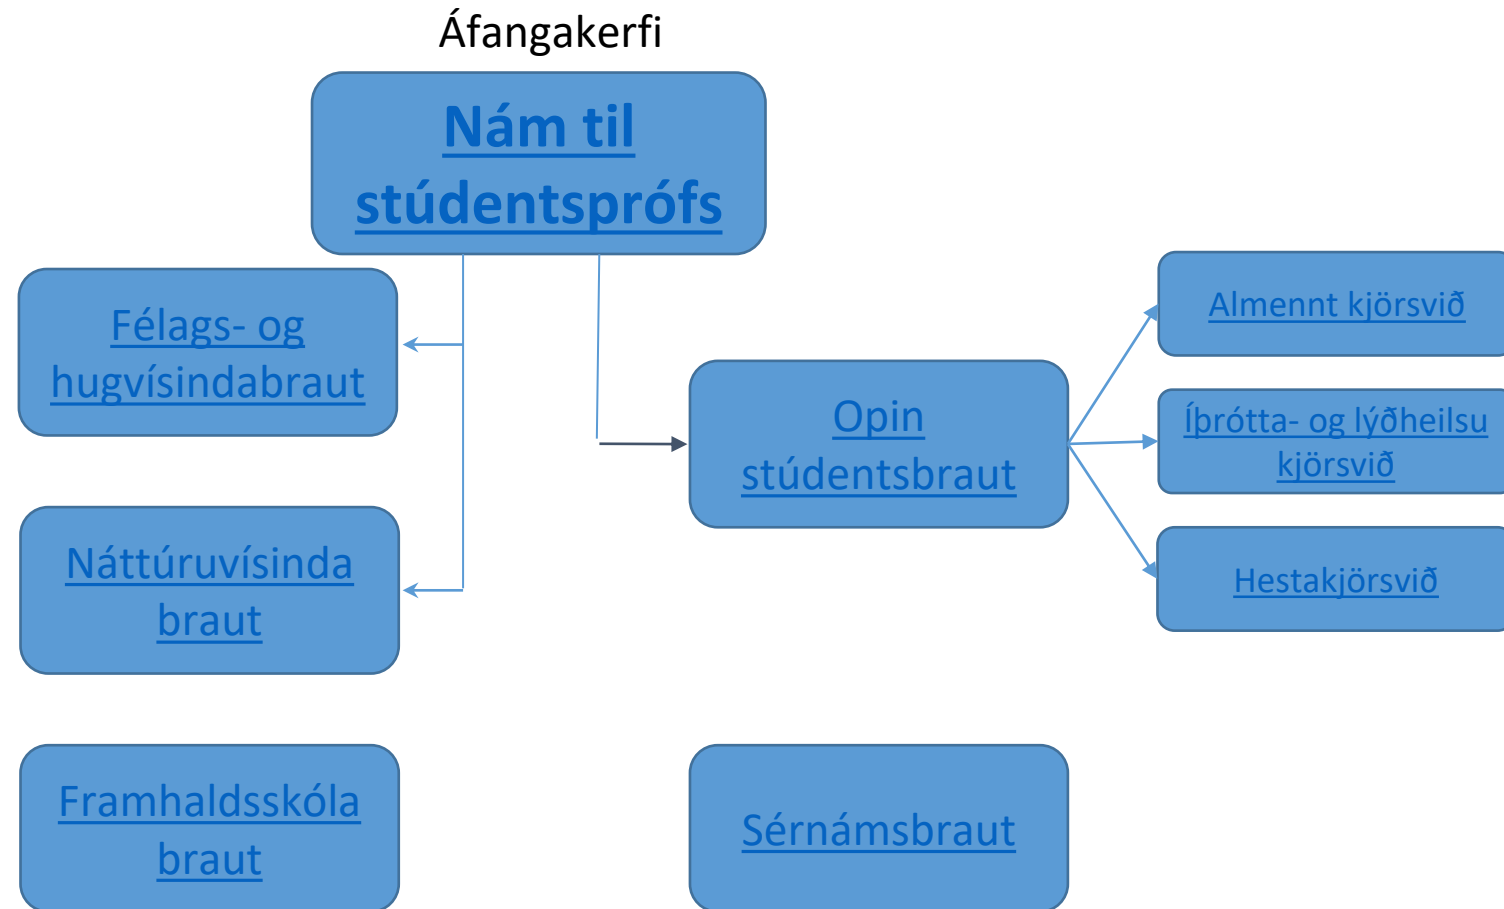 Áfangakerfi
Nám til
stúdentsprófs
Félags- og
hugvísindabraut
Náttúruvísinda
braut
Opin
stúdentsbraut
Almennt kjörsvið
Íþrótta- og lýðheilsu
kjörsvið
Hestakjörsvið
Framhaldsskóla
braut
Sérnámsbraut